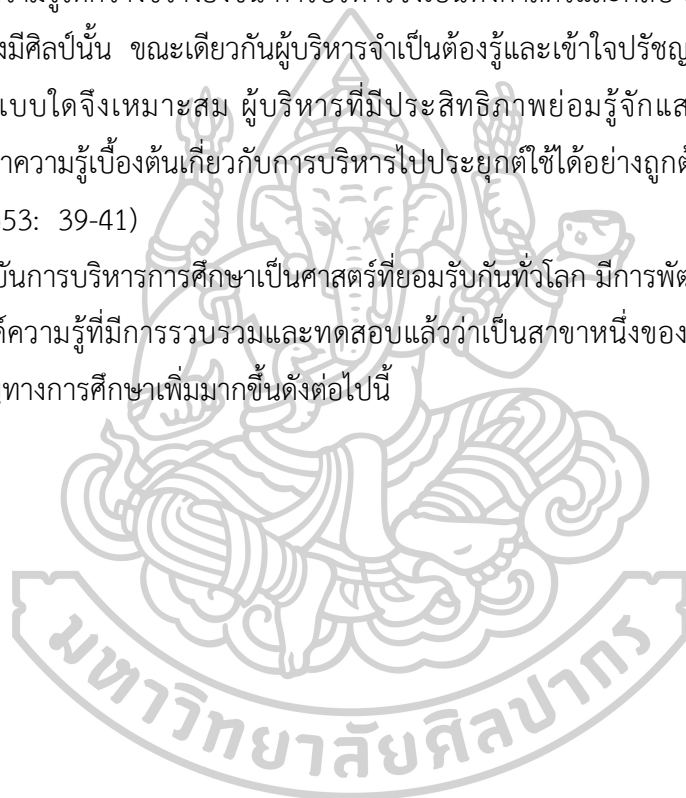 งมีศิลป์นั้น ขณะเดียวกันผู้บริหารจำเป็นต้องรู้และเข้าใจปรัชญ
แบบใดจึงเหมาะสม ผู้บริหารที่มีประสิทธิภาพย่อมรู้จักแส
าความรู้เบื้องต้นเกี่ยวกับการบริหารไปประยุกต์ใช้ได้อย่างถูกต้
53: 39-41)
บันการบริหารการศึกษาเป็นศาสตร์ที่ยอมรับกันทั่วโลก มีการพัฒ
ค์ความรู้ที่มีการรวบรวมและทดสอบแล้วว่าเป็นสาขาหนึ่งของ
ทางการศึกษาเพิ่มมากขึ้นดังต่อไปนี้
มหาวิทยาลัยศิลปากร